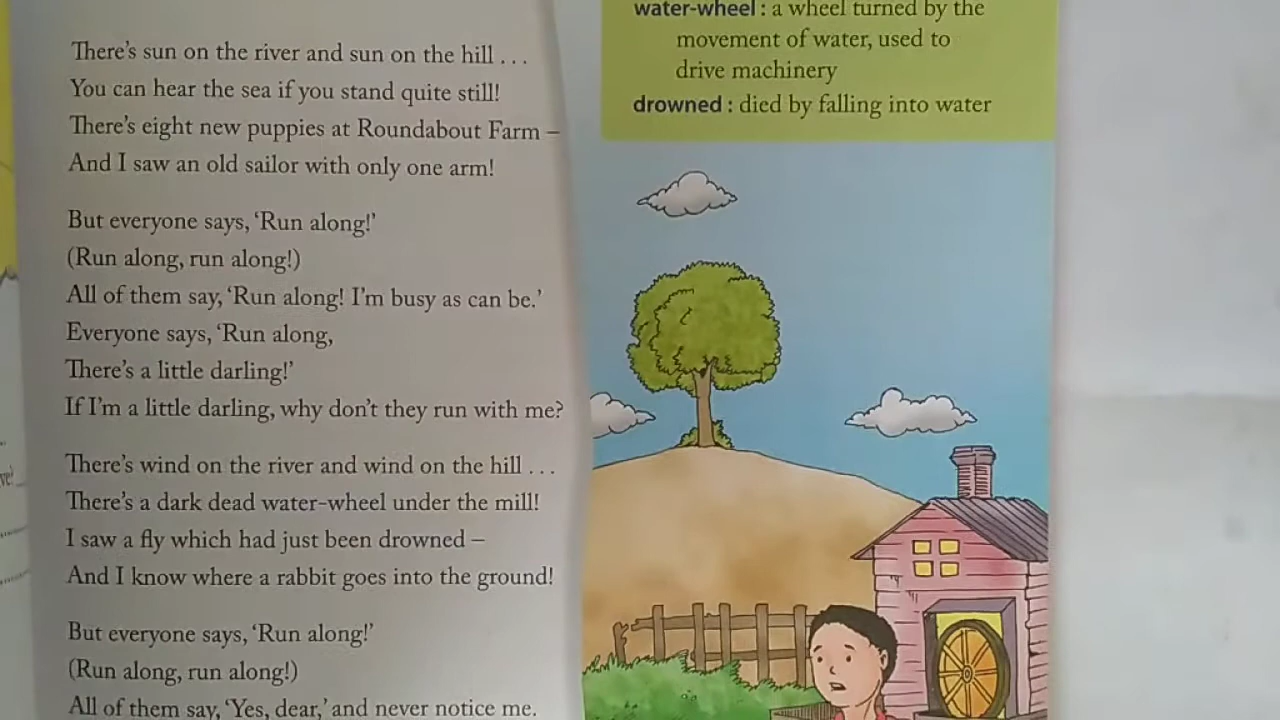 There's sun on the river and sun on the hill . . .
You can hear the sea if you stand quite still!
There's eight new puppies at Roundabout Farm –
And I saw an old sailor with only one arm!
But everyone says, 'Run along!'
(Run along, run along!)
All of them say, 'Run along! I'm busy as can be.'
Everyone says, 'Run along,
There's a little darling!'
If I'm a little darling, why don't they run with me?
There's wind on the river and wind on the hill . . .
There's a dark dead water-wheel under the mill!
I saw a fly which had just been drowned –
And I know where a rabbit goes into the ground!
But everyone says, 'Run along!'
(Run along, run along!)
All of them say, 'Yes, dear,' and never notice me.
water-wheel : a wheel turned by the
movement of water, used to
drive machinery
drowned : died by falling into water